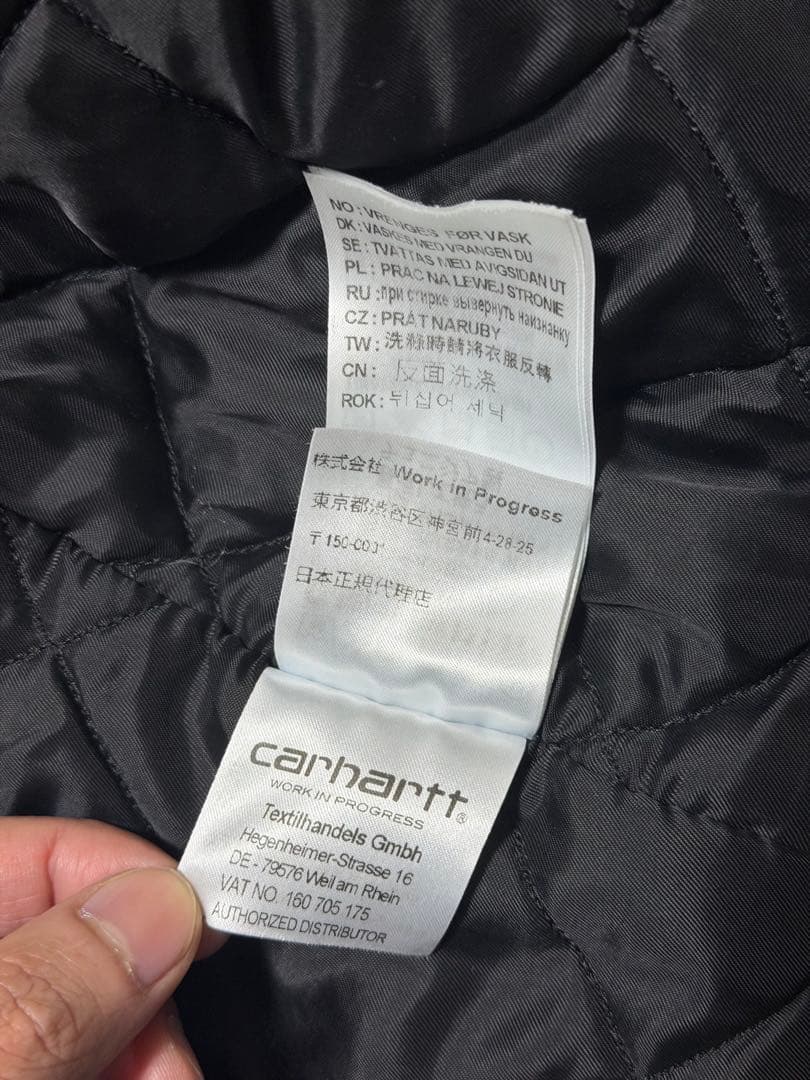 NO : VRENGES FØR VASK
DK : VASKES MED VRANGEN DU
SE : TVATTAS MED AVIGSIDAN UT
PL : PRAC NA LEWEJ STRONIE
RU :при стирке вывернуть наизнанку
CZ : PRÁT NARUBY
TW: 洗滌時請將衣服反轉
CN : 反面洗涤
ROK : 뒤집어 세탁
株式会社 Work in Progress
東京都渋谷区神宮前4-28-25
日本正規代理店
carhartt®
WORK IN PROGRESS
Textilhandels Gmbh
Hegenheimer-Strasse 16
DE - 79576 Weil am Rhein
VAT NO. 160 705 175
AUTHORIZED DISTRIBUTOR